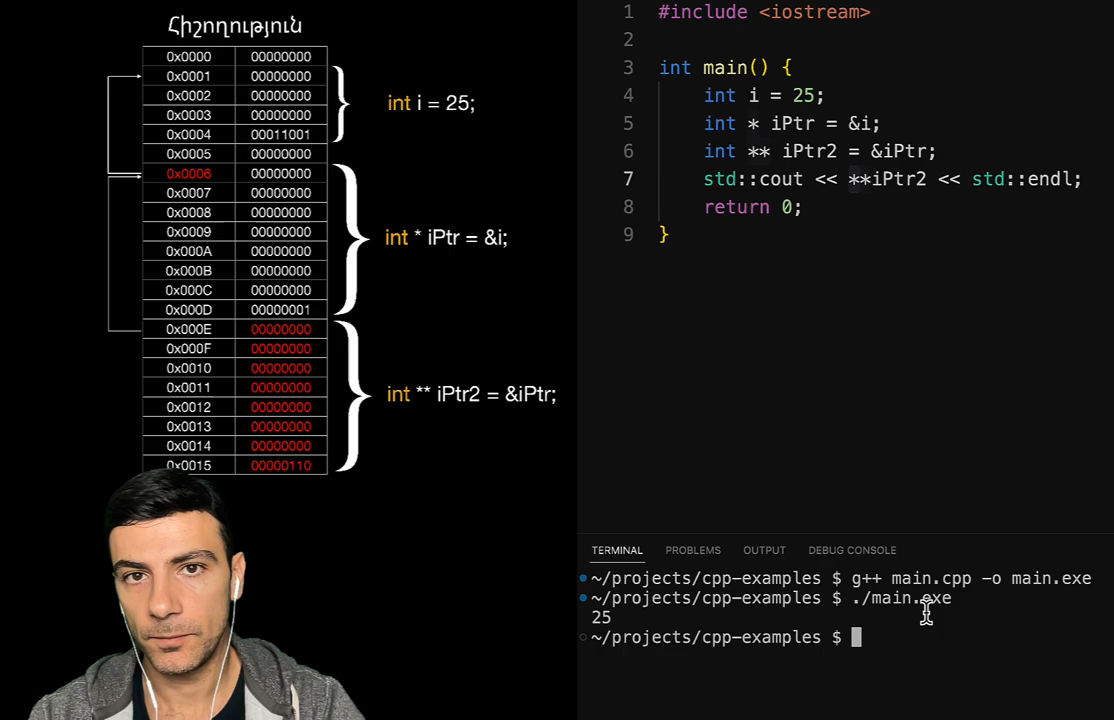 Հիշողություն
0x0000 00000000
0x0001 00000000
0x0002 00000000
0x0003 00000000
0x0004 00011001
0x0005 00000000
0x0006 00000000
0x0007 00000000
0x0008 00000000
0x0009 00000000
0x000A 00000000
0x000B 00000000
0x000C 00000000
0x000D 00000001
0x000E 00000000
0x000F 00000000
0x0010 00000000
0x0011 00000000
0x0012 00000000
0x0013 00000000
0x0014 00000000
0x0015 00000110
int i = 25;
int * iPtr = &i;
int ** iPtr2 = &iPtr;
1 #include <iostream>
2
3 int main() {
4 int i = 25;
5 int * iPtr = &i;
6 int ** iPtr2 = &iPtr;
7 std::cout << **iPtr2 << std::endl;
8 return 0;
9 }
TERMINAL PROBLEMS OUTPUT DEBUG CONSOLE
~/projects/cpp-examples $ g++ main.cpp -o main.exe
~/projects/cpp-examples $ ./main.exe
25
~/projects/cpp-examples $